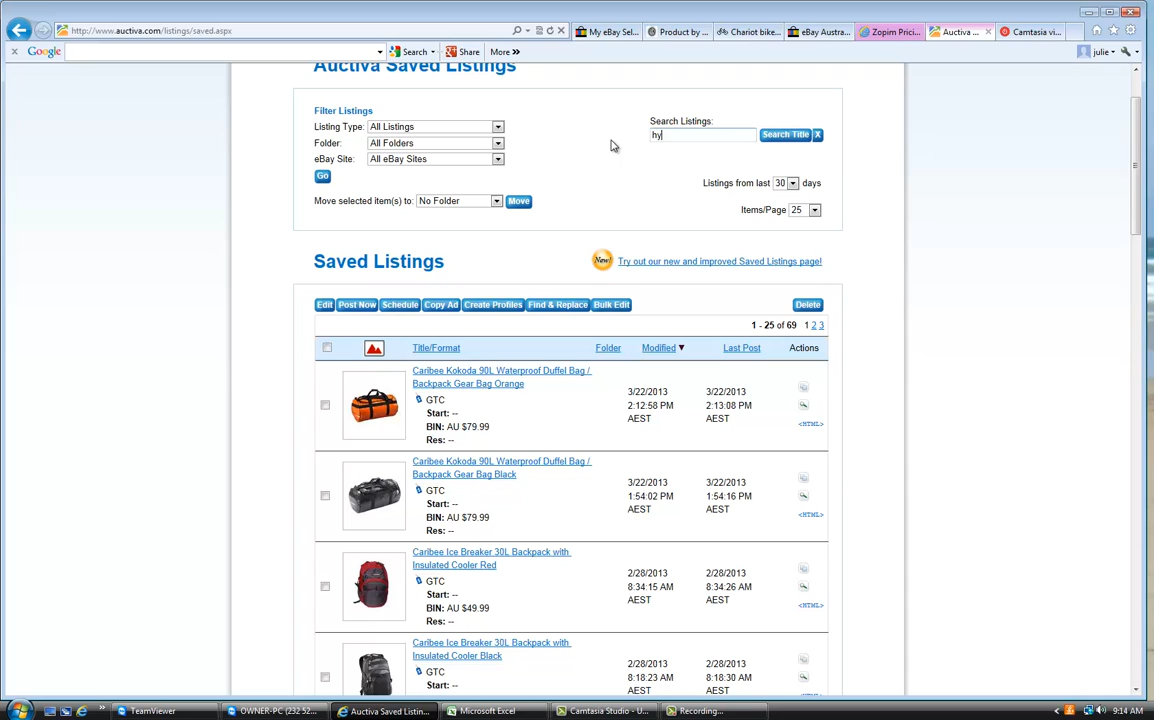 http://www.auctiva.com/listings/saved.aspx
My eBay Sel...
Product by ...
Chariot bike...
eBay Austra...
Zopim Prici...
Auctiva ...
Camtasia vi...
Google
Search
Share
More »
julie
Auctiva Saved Listings
Filter Listings
Listing Type: All Listings
Folder: All Folders
eBay Site: All eBay Sites
Go
Search Listings:
hy
Search Title X
Listings from last 30 days
Move selected item(s) to: No Folder Move
Items/Page 25
Saved Listings
New! Try out our new and improved Saved Listings page!
Edit Post Now Schedule Copy Ad Create Profiles Find & Replace Bulk Edit Delete
1 - 25 of 69 1 2 3
Title/Format Folder Modified ▼ Last Post Actions
Caribee Kokoda 90L Waterproof Duffel Bag /
Backpack Gear Bag Orange
GTC
Start: --
BIN: AU $79.99
Res: --
3/22/2013
2:12:58 PM
AEST
3/22/2013
2:13:08 PM
AEST
<HTML>
Caribee Kokoda 90L Waterproof Duffel Bag /
Backpack Gear Bag Black
GTC
Start: --
BIN: AU $79.99
Res: --
3/22/2013
1:54:02 PM
AEST
3/22/2013
1:54:16 PM
AEST
<HTML>
Caribee Ice Breaker 30L Backpack with
Insulated Cooler Red
GTC
Start: --
BIN: AU $49.99
Res: --
2/28/2013
8:34:15 AM
AEST
2/28/2013
8:34:26 AM
AEST
<HTML>
Caribee Ice Breaker 30L Backpack with
Insulated Cooler Black
GTC
Start: --
2/28/2013
8:18:23 AM
AEST
2/28/2013
8:18:30 AM
AEST
TeamViewer
OWNER-PC (232 52...
Auctiva Saved Listin...
Microsoft Excel
Camtasia Studio - U...
Recording...
9:14 AM